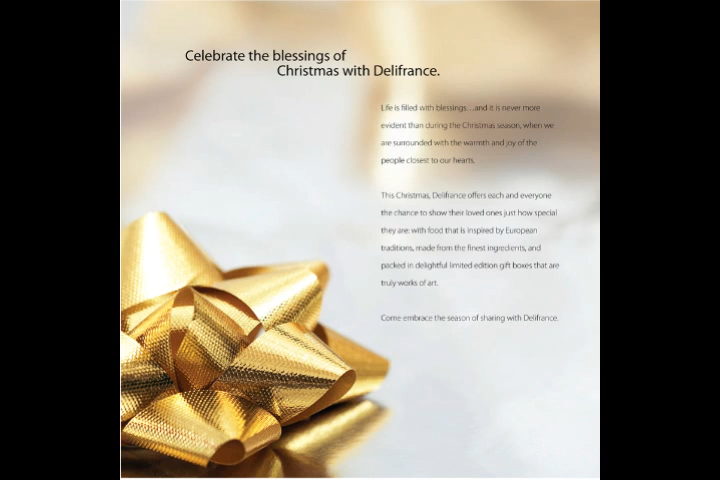 Celebrate the blessings of
Christmas with Delifrance.
Life is filled with blessings…and it is never more
evident than during the Christmas season, when we
are surrounded with the warmth and joy of the
people closest to our hearts.
This Christmas, Delifrance offers each and everyone
the chance to show their loved ones just how special
they are: with food that is inspired by European
traditions, made from the finest ingredients, and
packed in delightful limited edition gift boxes that are
truly works of art.
Come embrace the season of sharing with Delifrance.